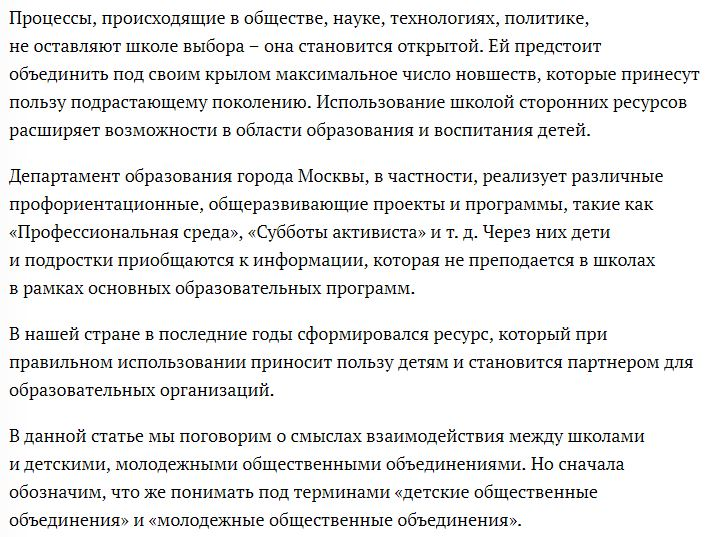 Процессы, происходящие в обществе, науке, технологиях, политике,
не оставляют школе выбора – она становится открытой. Ей предстоит
объединить под своим крылом максимальное число новшеств, которые принесут
пользу подрастающему поколению. Использование школой сторонних ресурсов
расширяет возможности в области образования и воспитания детей.
Департамент образования города Москвы, в частности, реализует различные
профориентационные, общеразвивающие проекты и программы, такие как
«Профессиональная среда», «Субботы активиста» и т. д. Через них дети
и подростки приобщаются к информации, которая не преподается в школах
в рамках основных образовательных программ.
В нашей стране в последние годы сформировался ресурс, который при
правильном использовании приносит пользу детям и становится партнером для
образовательных организаций.
В данной статье мы поговорим о смыслах взаимодействия между школами
и детскими, молодежными общественными объединениями. Но сначала
обозначим, что же понимать под терминами «детские общественные
объединения» и «молодежные общественные объединения».